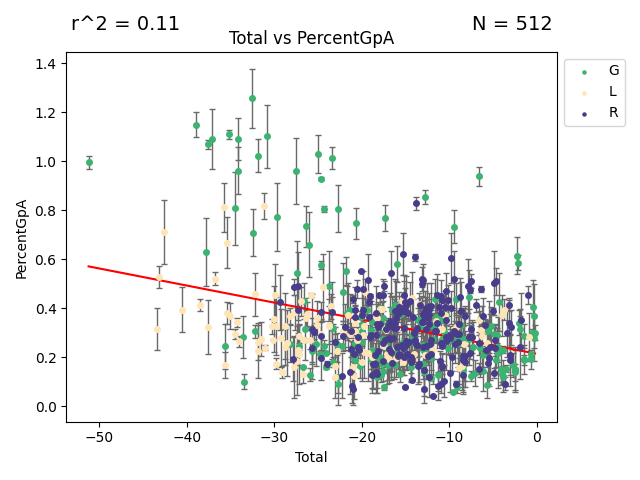 r^2 = 0.11
N = 512
Total vs PercentGpA
G
L
R
PercentGpA
1.4
1.2
1.0
0.8
0.6
0.4
0.2
0.0
−50
−40
−30
−20
−10
0
Total